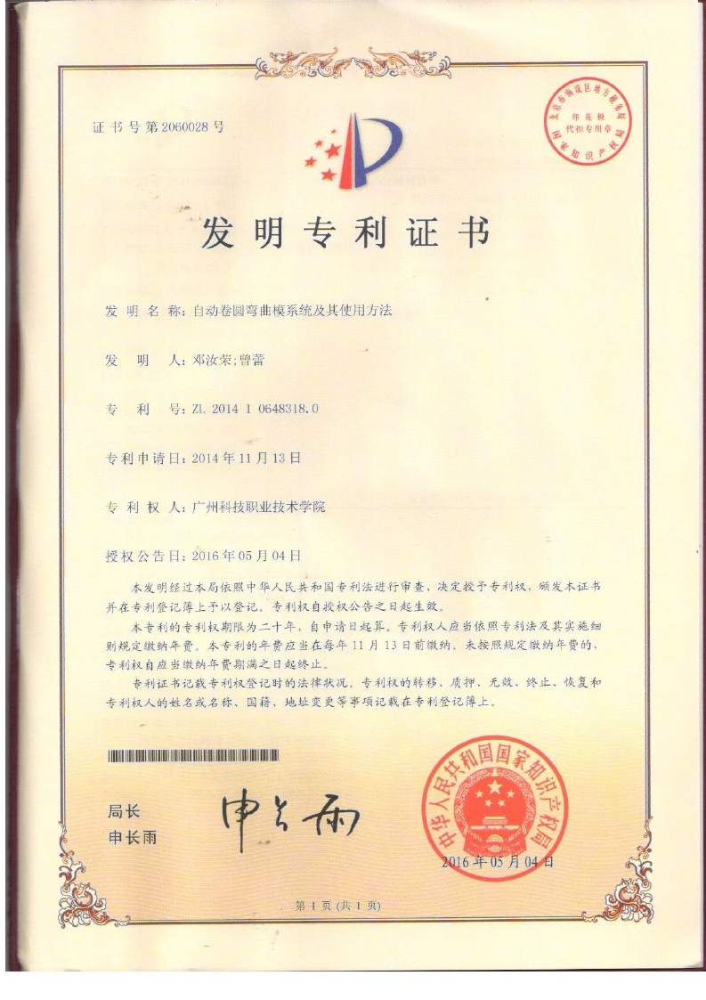 证书号第2060028号
北京市海淀区地方税务局
印花税
代扣专用章
国家知识产权局
发明专利证书
发明名称：自动卷圆弯曲模系统及其使用方法
发明人：邓汝荣;曾蕾
专利号：ZL 2014 1 0648318.0
专利申请日：2014年11月13日
专利权人：广州科技职业技术学院
授权公告日：2016年05月04日
本发明经过本局依照中华人民共和国专利法进行审查，决定授予专利权，颁发本证书
并在专利登记簿上予以登记。专利权自授权公告之日起生效。
本专利的专利权期限为二十年，自申请日起算。专利权人应当依照专利法及其实施细
则规定缴纳年费。本专利的年费应当在每年11月13日前缴纳。未按照规定缴纳年费的，
专利权自应当缴纳年费期满之日起终止。
专利证书记载专利权登记时的法律状况。专利权的转移、质押、无效、终止、恢复和
专利权人的姓名或名称、国籍、地址变更等事项记载在专利登记簿上。
局长
申长雨
申长雨
中华人民共和国国家知识产权局
2016年05月04日
第1页(共1页)